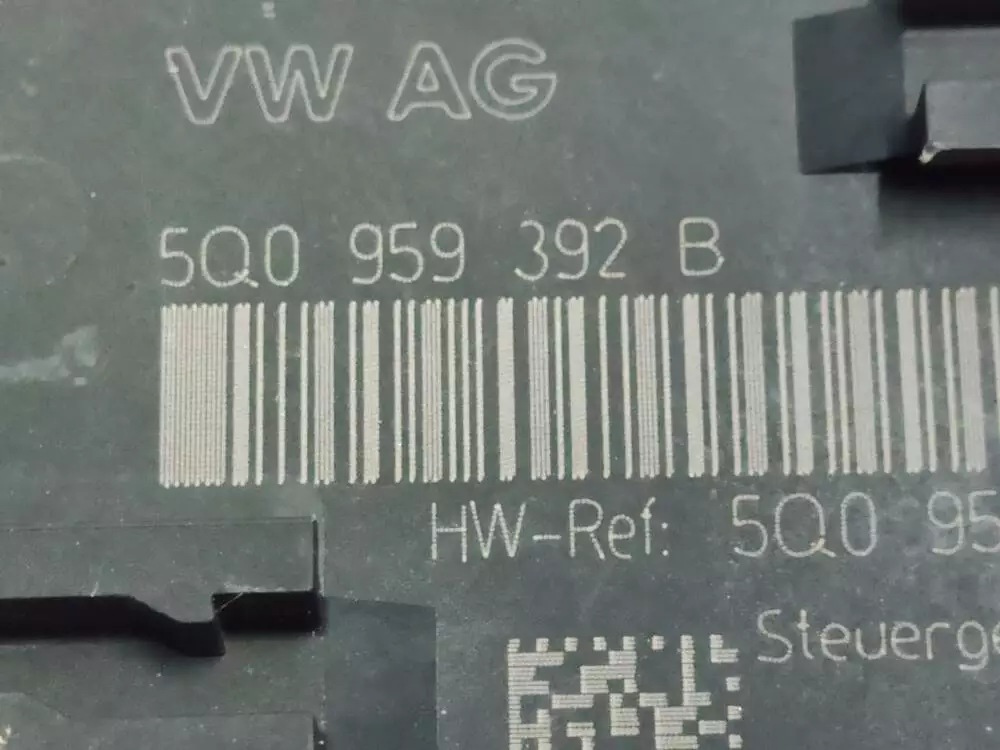 VW AG
5Q0 959 392 B
HW-Ref: 5Q0 95
Steuerge